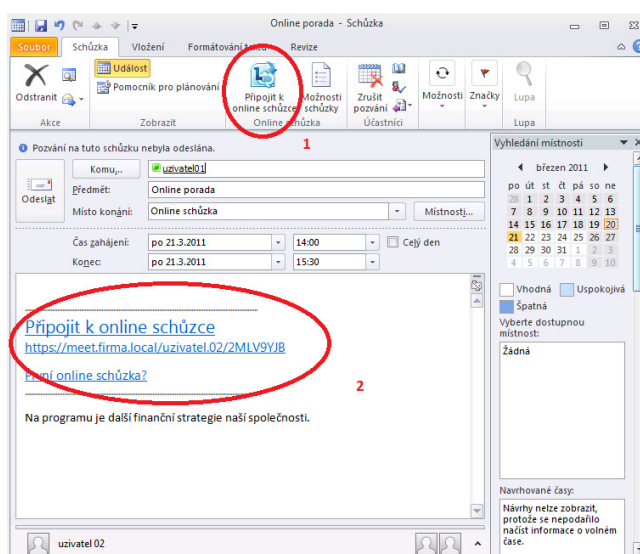 Online porada - Schůzka
Soubor Schůzka Vložení Formátování textu Revize
Odstranit
Událost
Pomocník pro plánování
Připojit k online schůzce
Možnosti schůzky
Zrušit pozvání
Možnosti
Značky
Lupa
Akce Zobrazit Online schůzka Účastníci Lupa
1
Pozvání na tuto schůzku nebyla odeslána.
Odeslat
Komu... uzivatel01
Předmět: Online porada
Místo konání: Online schůzka Místnosti...
Čas zahájení: po 21.3.2011 14:00 Celý den
Konec: po 21.3.2011 15:30
Připojit k online schůzce
https://meet.firma.local/uzivatel.02/2MLV9YJB
První online schůzka?
2
Na programu je další finanční strategie naší společnosti.
uzivatel 02
Vyhledání místnosti
březen 2011
po út st čt pá so ne
28 1 2 3 4 5 6
7 8 9 10 11 12 13
14 15 16 17 18 19 20
21 22 23 24 25 26 27
28 29 30 31 1 2 3
4 5 6 7 8 9 10
Vhodná Uspokojivá
Špatná
Vyberte dostupnou
místnost:
Žádná
Navrhované časy:
Návrhy nelze zobrazit,
protože se nepodařilo
načíst informace o volném
čase.